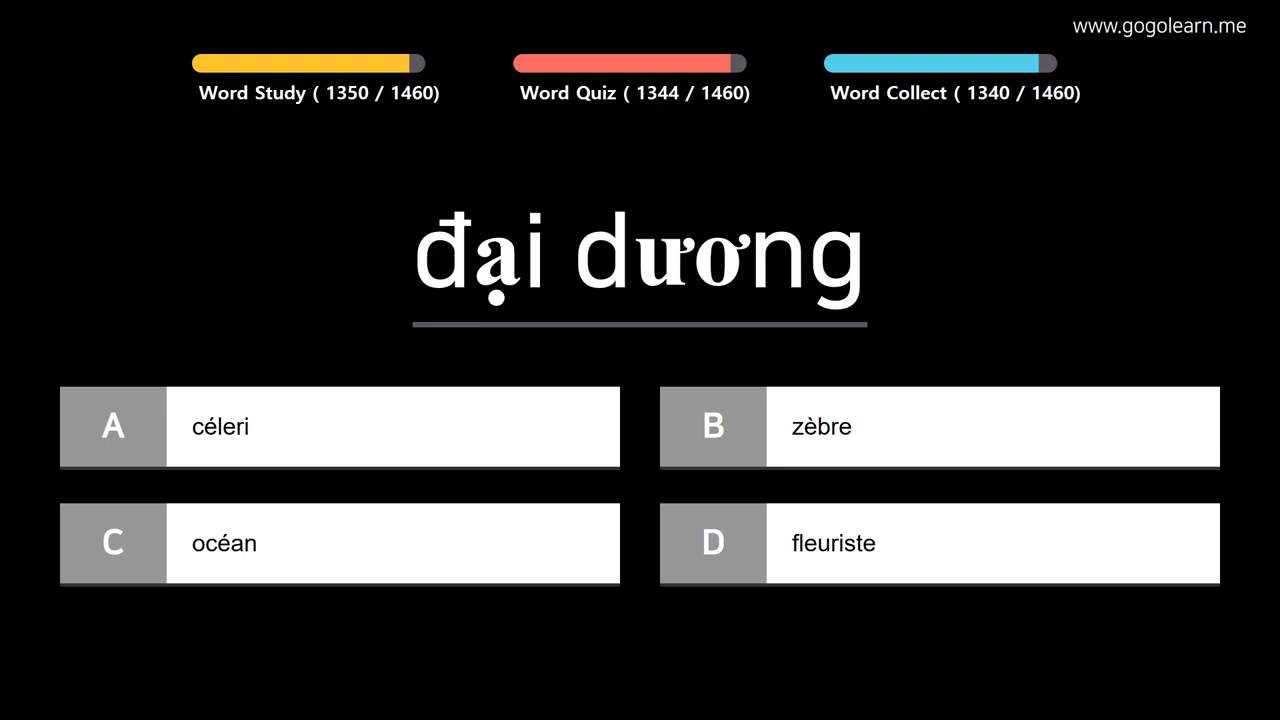 www.gogolearn.me
Word Study ( 1350 / 1460)
Word Quiz ( 1344 / 1460)
Word Collect ( 1340 / 1460)
đại dương
A céleri
B zèbre
C océan
D fleuriste